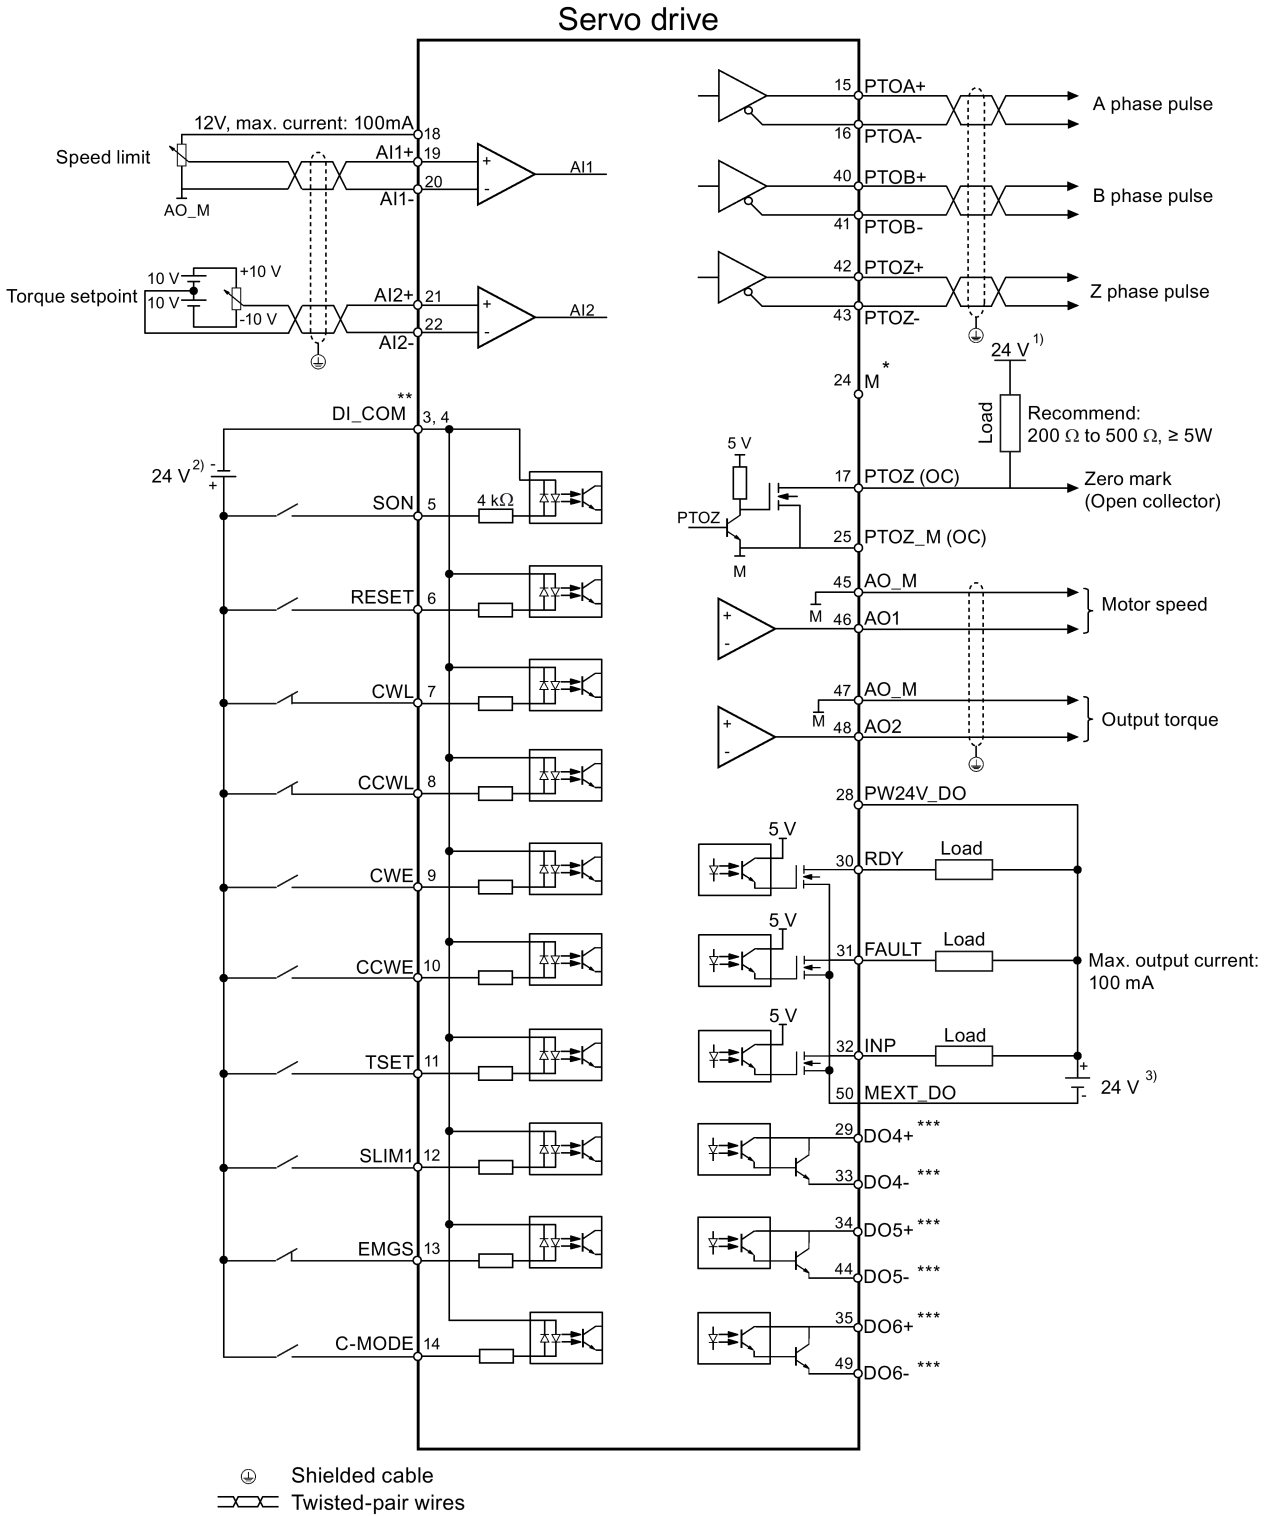 Servo drive
12V, max. current: 100mA
18
Speed limit
AI1+
19
20
AI1-
AO_M
+
-
AI1
10 V
10 V
+10 V
-10 V
Torque setpoint
AI2+
21
22
AI2-
+
-
AI2
**
DI_COM
3, 4
24 V 2)
-
+
SON
5
4 kΩ
RESET
6
CWL
7
CCWL
8
CWE
9
CCWE
10
TSET
11
SLIM1
12
EMGS
13
C-MODE
14
15
PTOA+
16
PTOA-
A phase pulse
40
PTOB+
41
PTOB-
B phase pulse
42
PTOZ+
43
PTOZ-
Z phase pulse
24 V 1)
24
M *
Load
Recommend:
200 Ω to 500 Ω, ≥ 5W
5 V
17
PTOZ (OC)
Zero mark
(Open collector)
PTOZ
25
PTOZ_M (OC)
M
45
AO_M
M
46
AO1
+
-
Motor speed
47
AO_M
M
48
AO2
+
-
Output torque
28
PW24V_DO
5 V
30
RDY
Load
5 V
31
FAULT
Load
Max. output current:
100 mA
5 V
32
INP
Load
+
-
24 V 3)
50
MEXT_DO
29
DO4+ ***
33
DO4- ***
34
DO5+ ***
44
DO5- ***
35
DO6+ ***
49
DO6- ***
Shielded cable
Twisted-pair wires